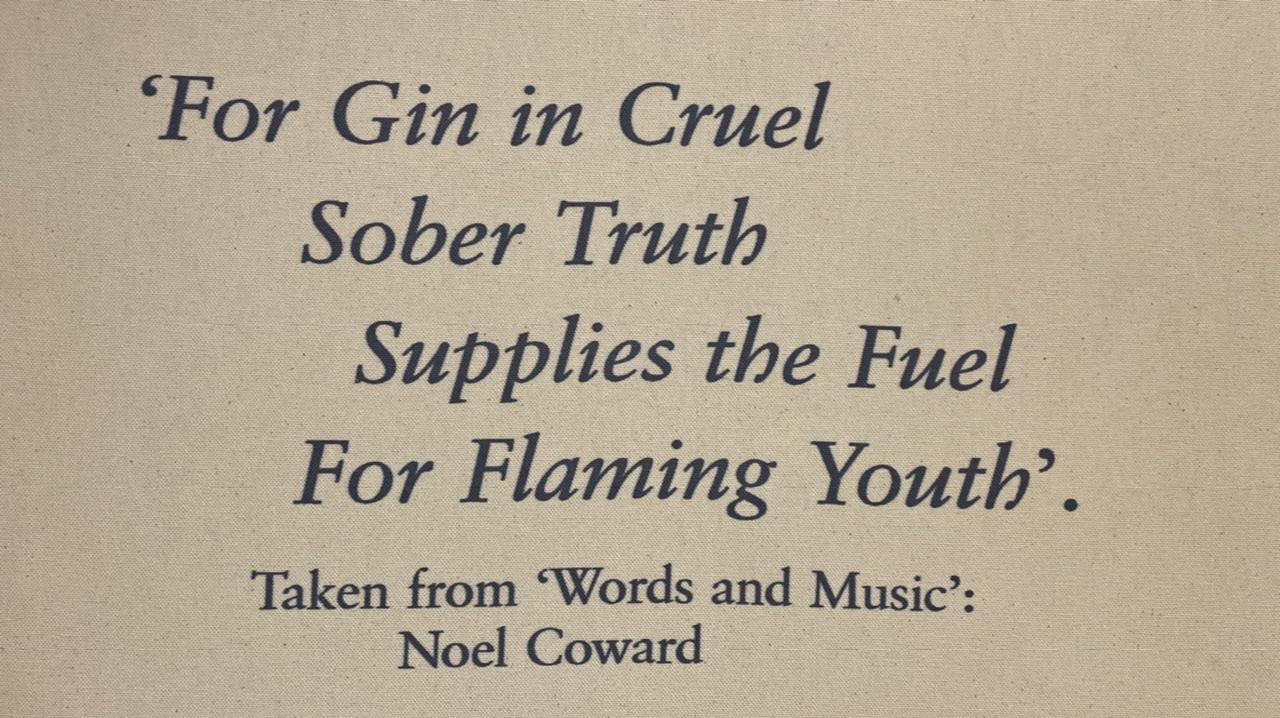 ‘For Gin in Cruel
Sober Truth
Supplies the Fuel
For Flaming Youth’.
Taken from ‘Words and Music’:
Noel Coward